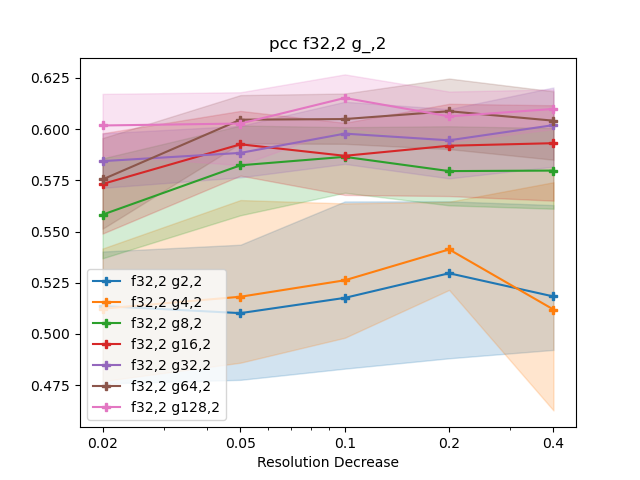 pcc f32,2 g_,2
0.625
0.600
0.575
0.550
0.525
0.500
0.475
f32,2 g2,2
f32,2 g4,2
f32,2 g8,2
f32,2 g16,2
f32,2 g32,2
f32,2 g64,2
f32,2 g128,2
0.02 0.05 0.1 0.2 0.4
Resolution Decrease